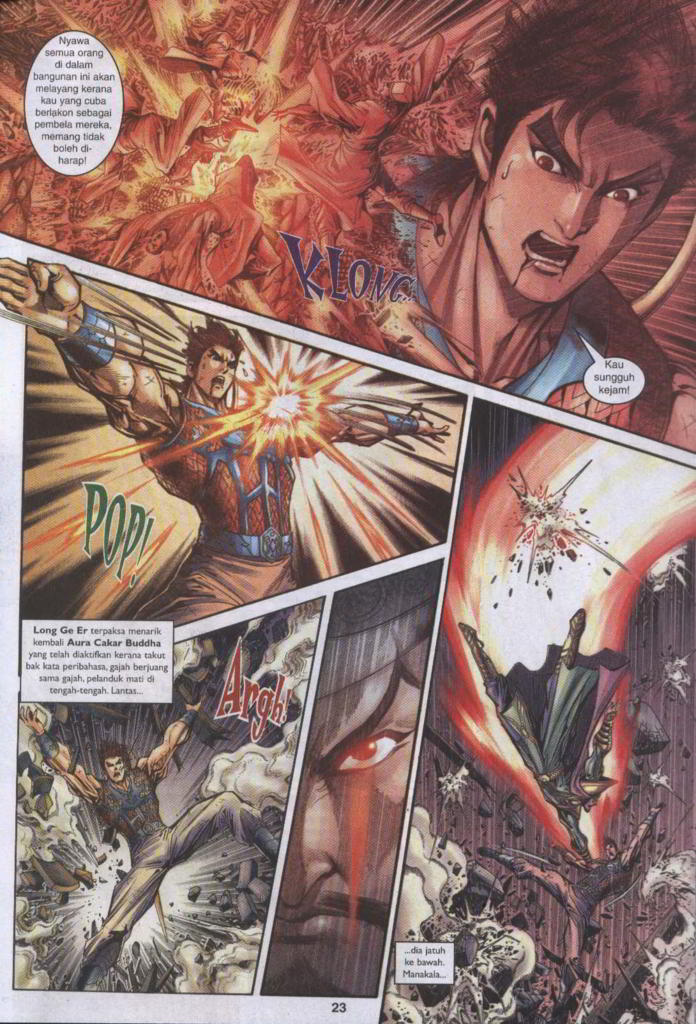 Nyawa
semua orang
di dalam
bangunan ini akan
melayang kerana
kau yang cuba
berlakon sebagai
pembela mereka,
memang tidak
boleh di-
harap!
KLONG...
Kau
sungguh
kejam!
POP!
Long Ge Er terpaksa menarik
kembali Aura Cakar Buddha
yang telah diaktifkan kerana takut
bak kata peribahasa, gajah berjuang
sama gajah, pelanduk mati di
tengah-tengah. Lantas...
Argh!
...dia jatuh
ke bawah.
Manakala...
23